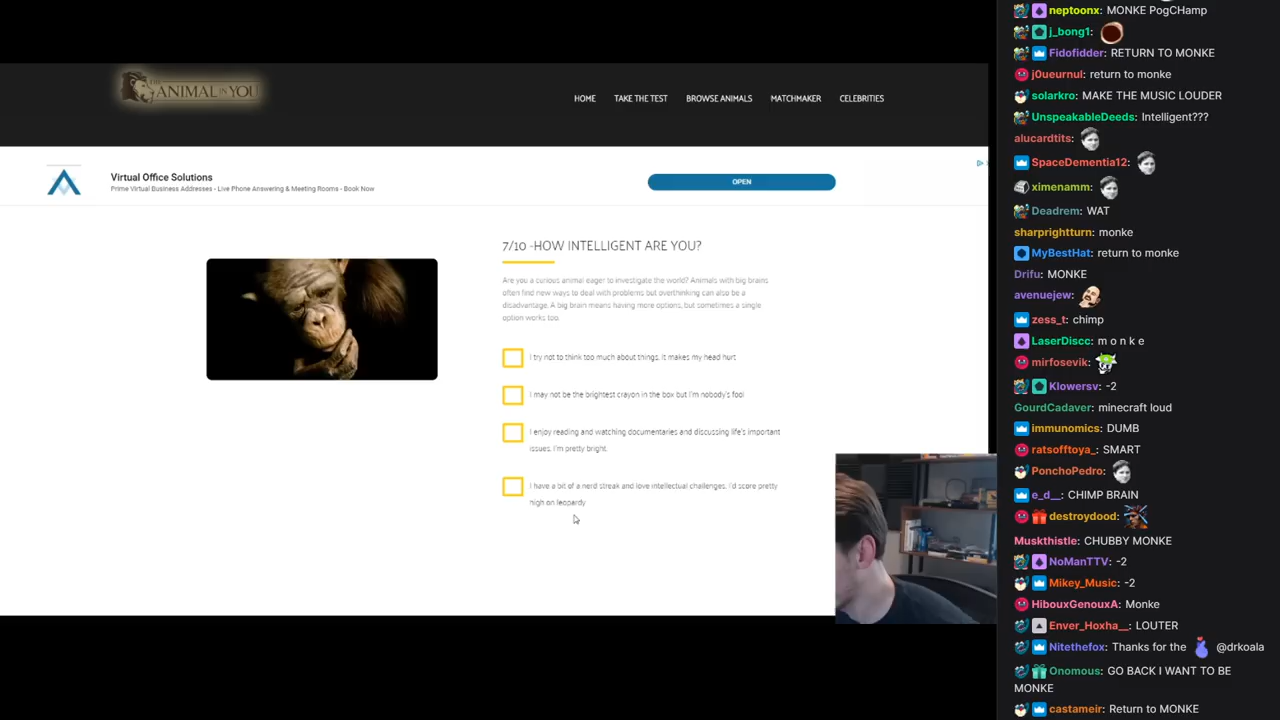 THE ANIMAL IN YOU
HOME TAKE THE TEST BROWSE ANIMALS MATCHMAKER CELEBRITIES
Virtual Office Solutions
Prime Virtual Business Addresses - Live Phone Answering & Meeting Rooms - Book Now
OPEN
7/10 -HOW INTELLIGENT ARE YOU?
Are you a curious animal eager to investigate the world? Animals with big brains
often find new ways to deal with problems but overthinking can also be a
disadvantage. A big brain means having more options, but sometimes a single
option works too.
I try not to think too much about things. It makes my head hurt
I may not be the brightest crayon in the box but I'm nobody's fool
I enjoy reading and watching documentaries and discussing life's important
issues. I'm pretty bright.
I have a bit of a nerd streak and love intellectual challenges. I'd score pretty
high on Jeopardy
neptoonx: MONKE PogCHamp
j_bong1:
Fidofidder: RETURN TO MONKE
j0ueurnul: return to monke
solarkro: MAKE THE MUSIC LOUDER
UnspeakableDeeds: Intelligent???
alucardtits:
SpaceDementia12:
ximenamm:
Deadrem: WAT
sharprightturn: monke
MyBestHat: return to monke
Drifu: MONKE
avenuejew:
zess_t: chimp
LaserDiscc: m o n k e
mirfosevik:
Klowersv: -2
GourdCadaver: minecraft loud
immunomics: DUMB
ratsofftoya_: SMART
PonchoPedro:
e_d__: CHIMP BRAIN
destroydood:
Muskthistle: CHUBBY MONKE
NoManTTV: -2
Mikey_Music: -2
HibouxGenouxA: Monke
Enver_Hoxha__: LOUTER
Nitethefox: Thanks for the @drkoala
Onomous: GO BACK I WANT TO BE
MONKE
castameir: Return to MONKE